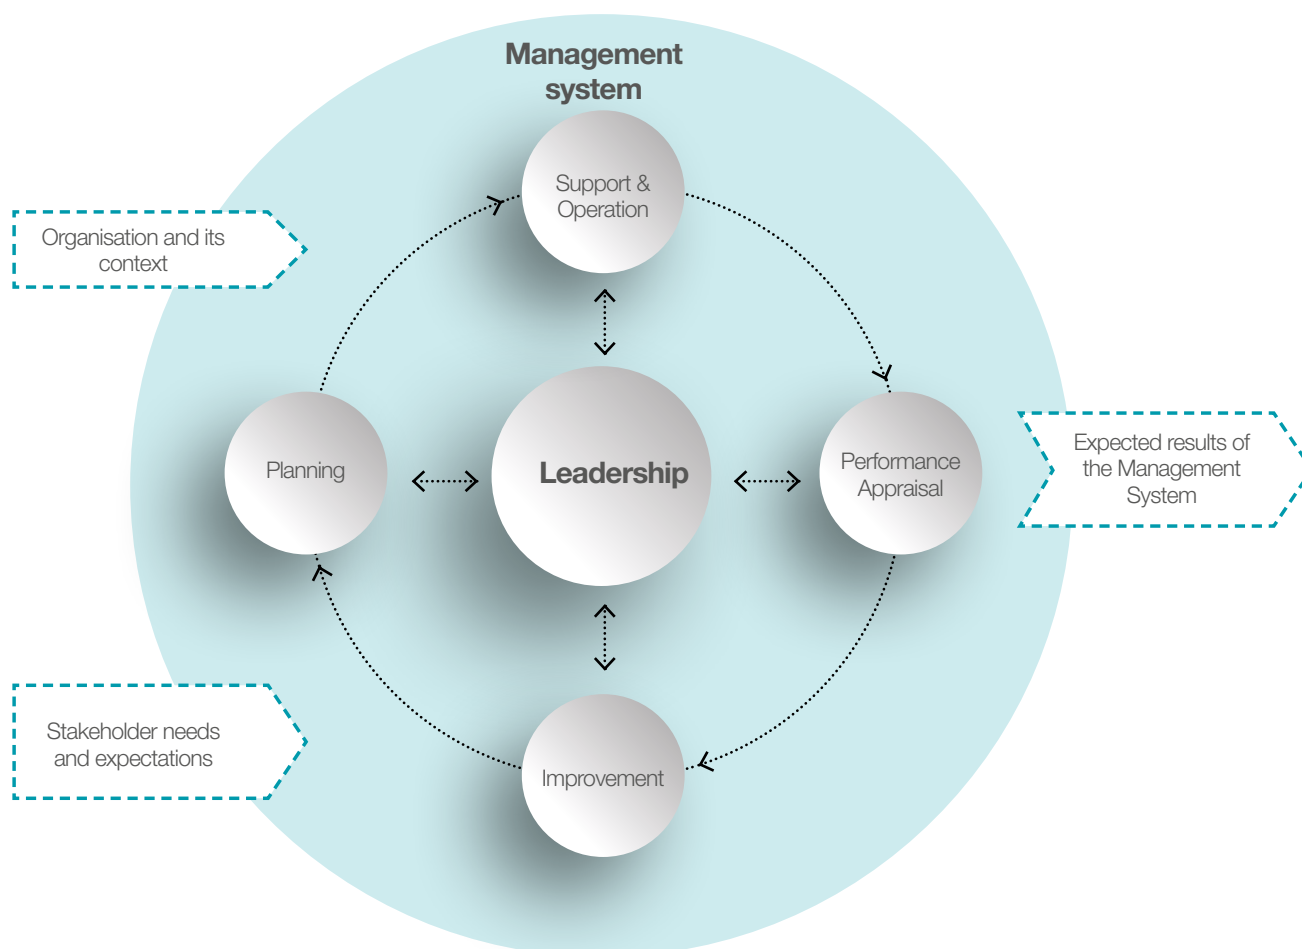 Management
system
Support &
Operation
Organisation and its
context
Planning
Leadership
Performance
Appraisal
Expected results of
the Management
System
Stakeholder needs
and expectations
Improvement